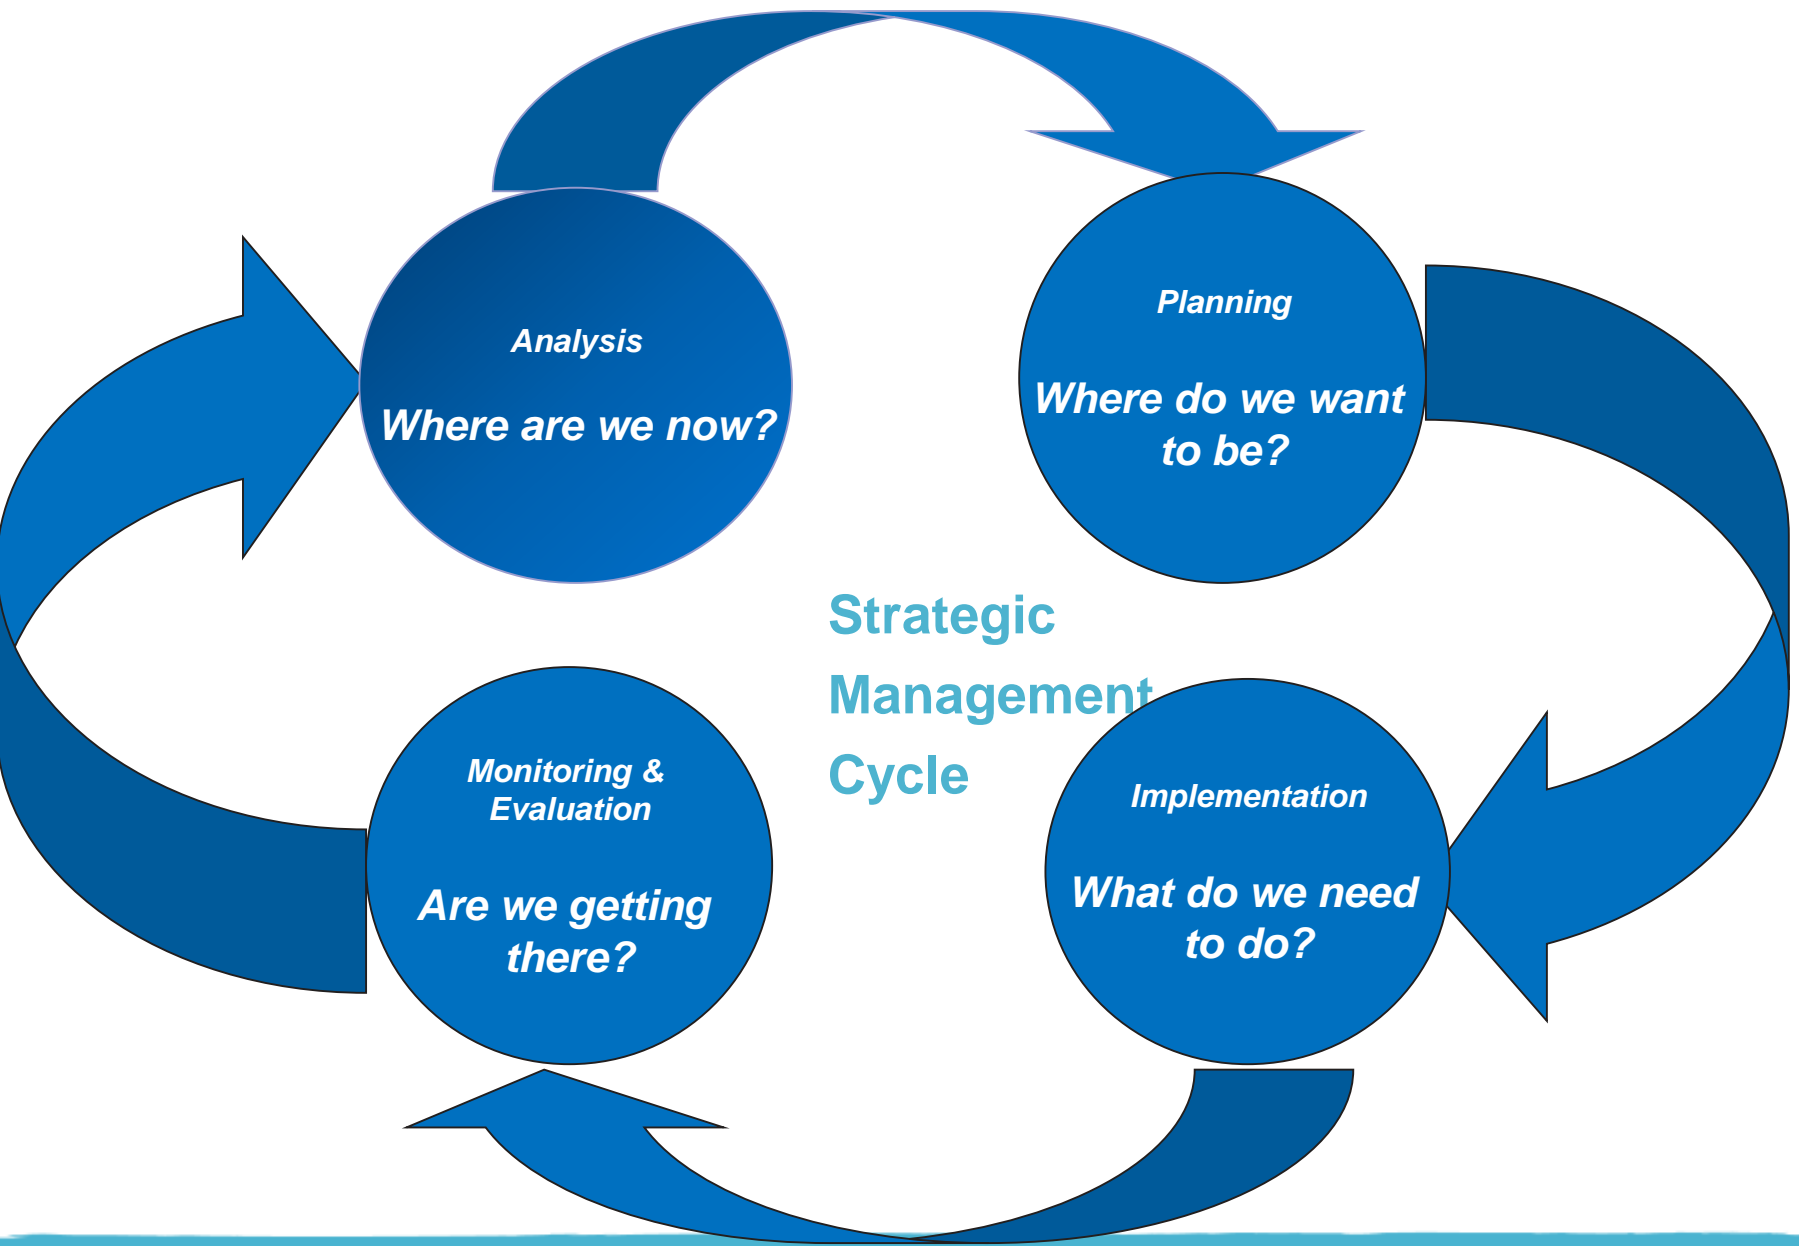 Analysis
Where are we now?
Planning
Where do we want
to be?
Strategic
Management
Cycle
Monitoring &
Evaluation
Are we getting
there?
Implementation
What do we need
to do?